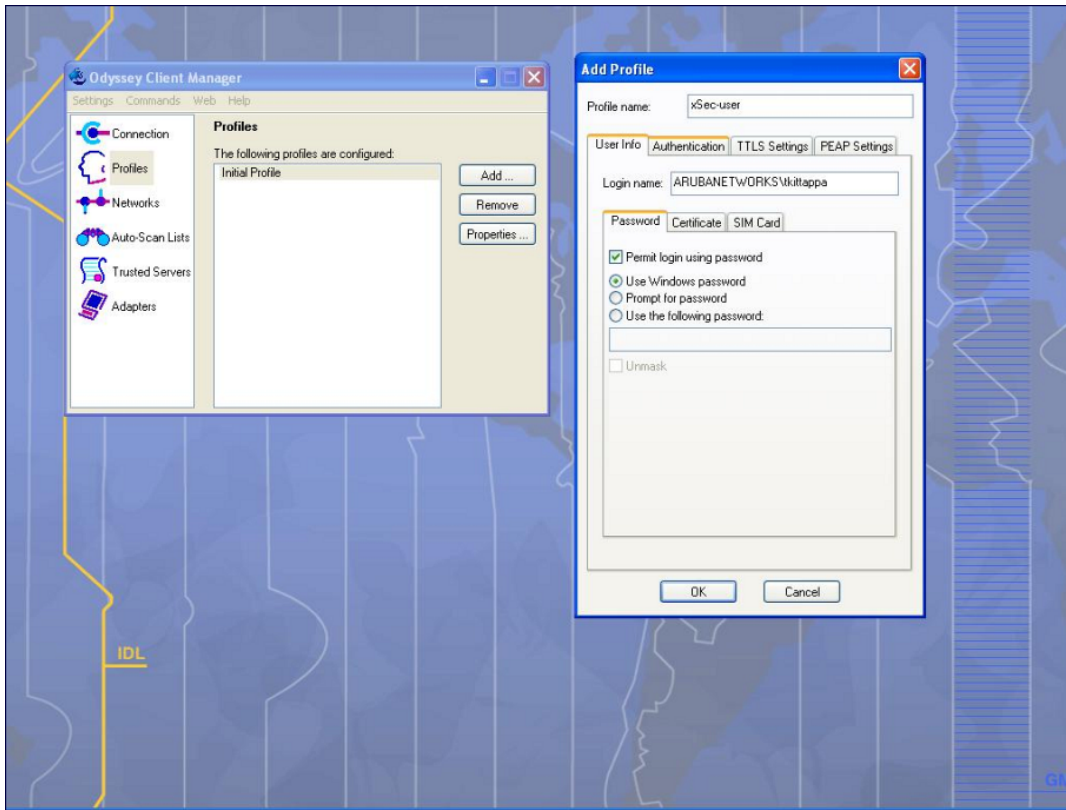 Odyssey Client Manager
Settings Commands Web Help
Connection
Profiles
Networks
Auto-Scan Lists
Trusted Servers
Adapters
Profiles
The following profiles are configured:
Initial Profile
Add ...
Remove
Properties ...
Add Profile
Profile name: xSec-user
User Info Authentication TTLS Settings PEAP Settings
Login name: ARUBANETWORKS\tkittappa
Password Certificate SIM Card
Permit login using password
Use Windows password
Prompt for password
Use the following password:
Unmask
OK Cancel
IDL
GM